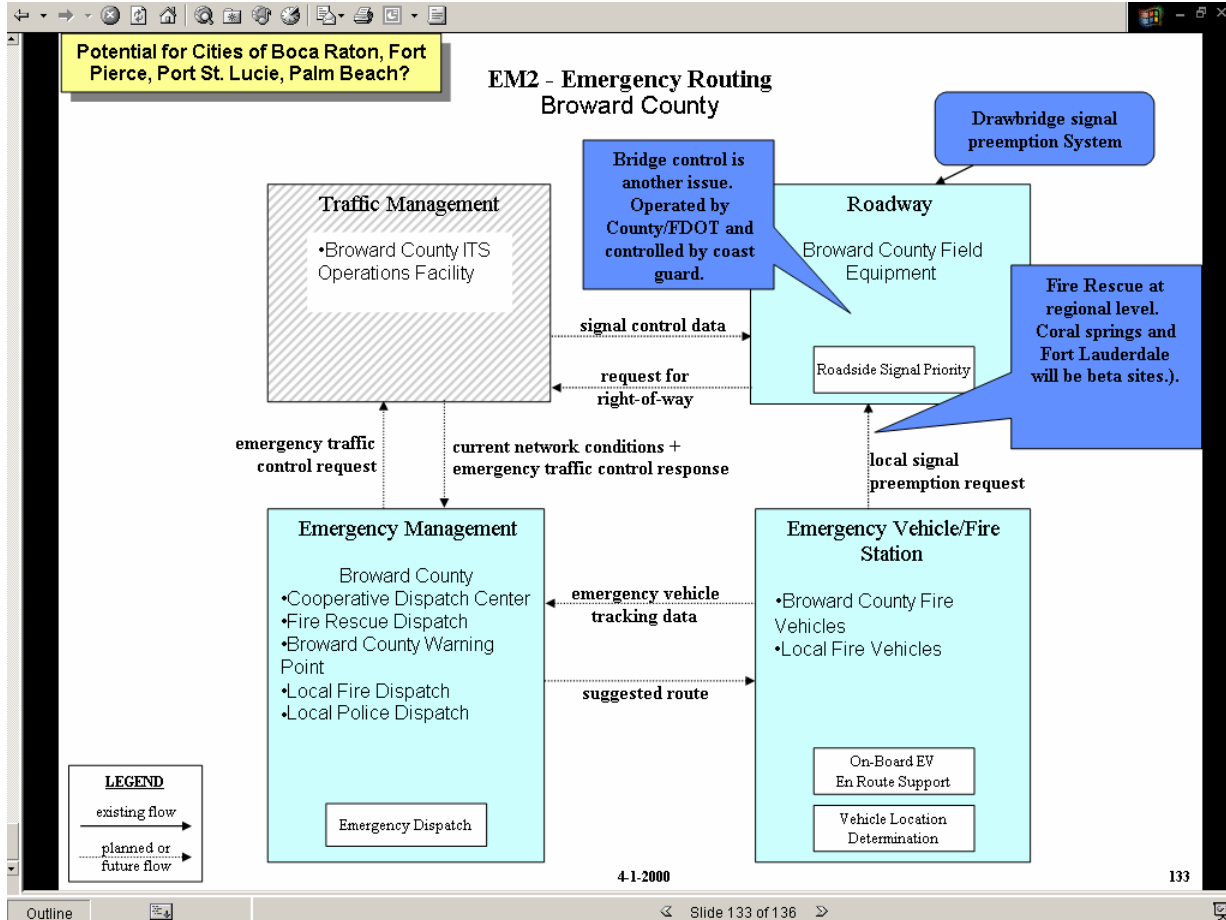 Potential for Cities of Boca Raton, Fort
Pierce, Port St. Lucie, Palm Beach?
EM2 - Emergency Routing
Broward County
Drawbridge signal
preemption System
Bridge control is
another issue.
Operated by
County/FDOT and
controlled by coast
guard.
Traffic Management
•Broward County ITS
Operations Facility
Roadway
Broward County Field
Equipment
Roadside Signal Priority
Fire Rescue at
regional level.
Coral springs and
Fort Lauderdale
will be beta sites.).
signal control data
request for
right-of-way
emergency traffic
control request
current network conditions +
emergency traffic control response
local signal
preemption request
Emergency Management
Broward County
•Cooperative Dispatch Center
•Fire Rescue Dispatch
•Broward County Warning
Point
•Local Fire Dispatch
•Local Police Dispatch
Emergency Dispatch
emergency vehicle
tracking data
suggested route
Emergency Vehicle/Fire
Station
•Broward County Fire
Vehicles
•Local Fire Vehicles
On-Board EV
En Route Support
Vehicle Location
Determination
LEGEND
existing flow
planned or
future flow
4-1-2000
133
Outline
Slide 133 of 136